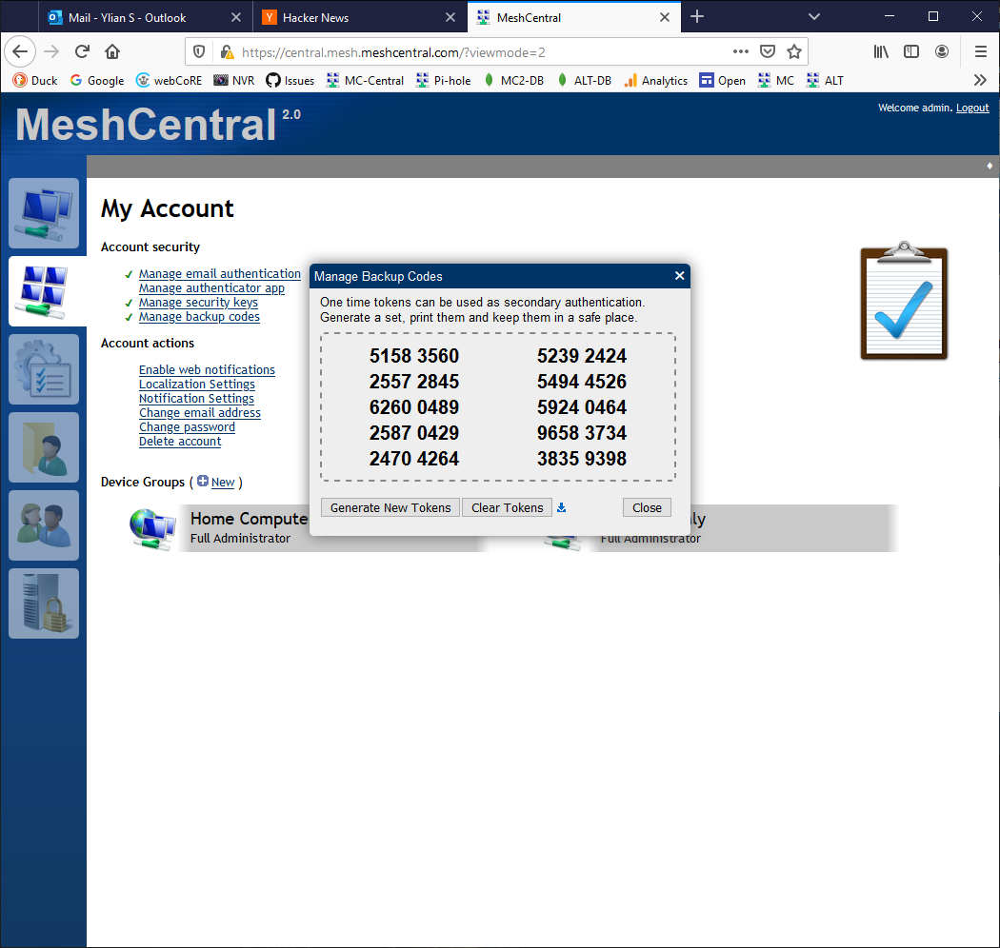 Mail - Ylian S - Outlook
Hacker News
MeshCentral
https://central.mesh.meshcentral.com/?viewmode=2
Duck Google webCoRE NVR Issues MC-Central Pi-hole MC2-DB ALT-DB Analytics Open MC ALT
MeshCentral 2.0
Welcome admin. Logout
My Account
Account security
Manage email authentication
Manage authenticator app
Manage security keys
Manage backup codes
Account actions
Enable web notifications
Localization Settings
Notification Settings
Change email address
Change password
Delete account
Manage Backup Codes
One time tokens can be used as secondary authentication.
Generate a set, print them and keep them in a safe place.
5158 3560 5239 2424
2557 2845 5494 4526
6260 0489 5924 0464
2587 0429 9658 3734
2470 4264 3835 9398
Generate New Tokens Clear Tokens Close
Device Groups ( New )
Home Compute
Full Administrator
ly
Full Administrator